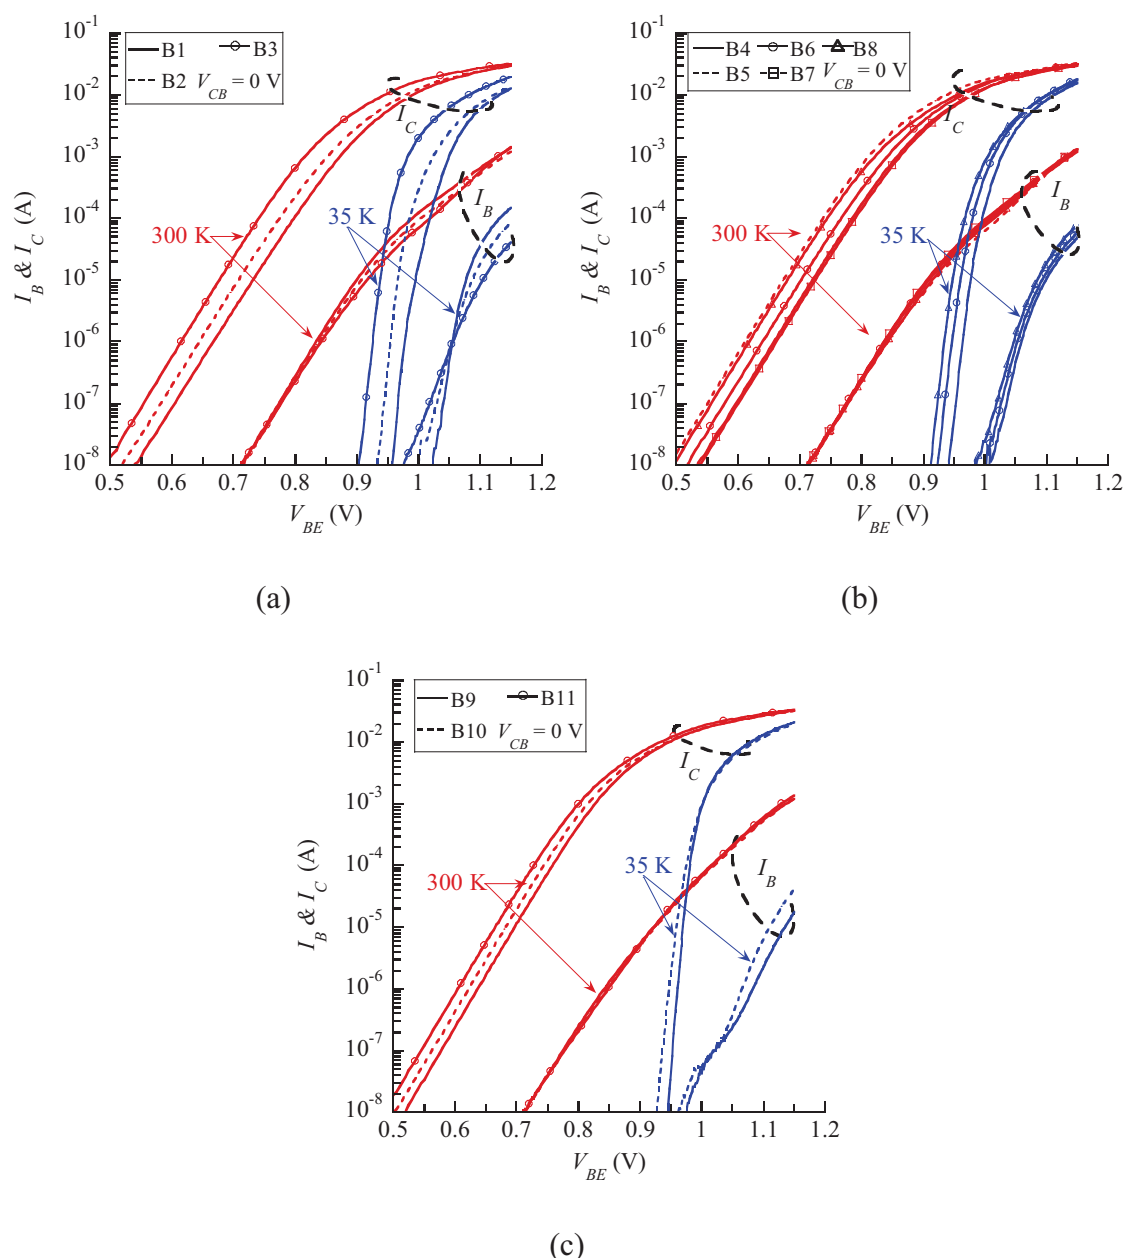 10^-1
10^-2
10^-3
10^-4
10^-5
10^-6
10^-7
10^-8
I_B & I_C (A)
B1 B3
B2 V_CB = 0 V
I_C
I_B
300 K
35 K
0.5 0.6 0.7 0.8 0.9 1 1.1 1.2
V_BE (V)
(a)
10^-1
10^-2
10^-3
10^-4
10^-5
10^-6
10^-7
10^-8
I_B & I_C (A)
B4 B6 B8
B5 B7 V_CB = 0 V
I_C
I_B
300 K
35 K
0.5 0.6 0.7 0.8 0.9 1 1.1 1.2
V_BE (V)
(b)
10^-1
10^-2
10^-3
10^-4
10^-5
10^-6
10^-7
10^-8
I_B & I_C (A)
B9 B11
B10 V_CB = 0 V
I_C
35 K
I_B
300 K
0.5 0.6 0.7 0.8 0.9 1 1.1 1.2
V_BE (V)
(c)